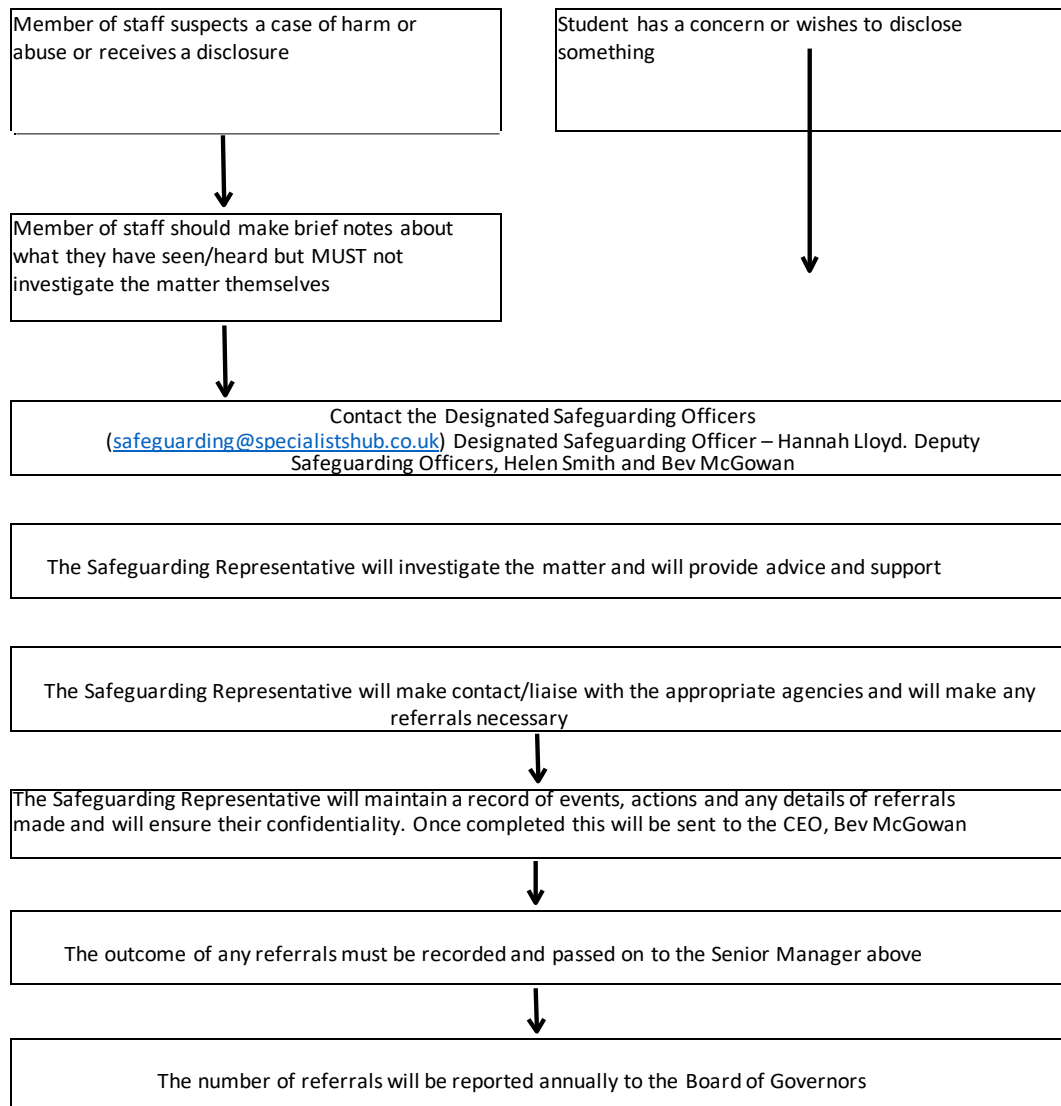 Member of staff suspects a case of harm or
abuse or receives a disclosure
Student has a concern or wishes to disclose
something
Member of staff should make brief notes about
what they have seen/heard but MUST not
investigate the matter themselves
Contact the Designated Safeguarding Officers
(safeguarding@specialistshub.co.uk) Designated Safeguarding Officer – Hannah Lloyd. Deputy
Safeguarding Officers, Helen Smith and Bev McGowan
The Safeguarding Representative will investigate the matter and will provide advice and support
The Safeguarding Representative will make contact/liaise with the appropriate agencies and will make any
referrals necessary
The Safeguarding Representative will maintain a record of events, actions and any details of referrals
made and will ensure their confidentiality. Once completed this will be sent to the CEO, Bev McGowan
The outcome of any referrals must be recorded and passed on to the Senior Manager above
The number of referrals will be reported annually to the Board of Governors